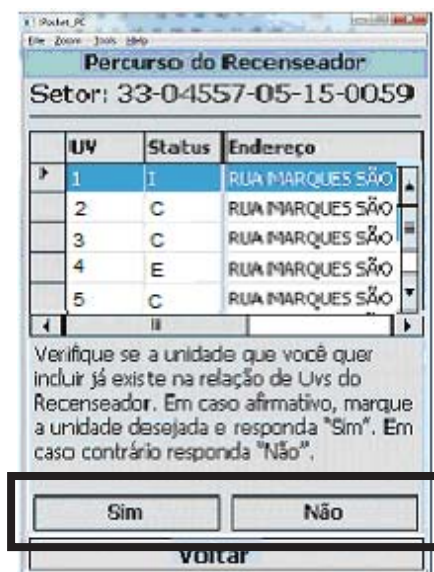 iPocket_PC
File Zoom Tools Help
Percurso do Recenseador
Setor: 33-04557-05-15-0059
UV Status Endereço
1 I RUA MARQUES SÃO
2 C RUA MARQUES SÃO
3 C RUA MARQUES SÃO
4 E RUA MARQUES SÃO
5 C RUA MARQUES SÃO
Verifique se a unidade que você quer
incluir já existe na relação de Uvs do
Recenseador. Em caso afirmativo, marque
a unidade desejada e responda "Sim". Em
caso contrário responda "Não".
Sim Não
Voltar